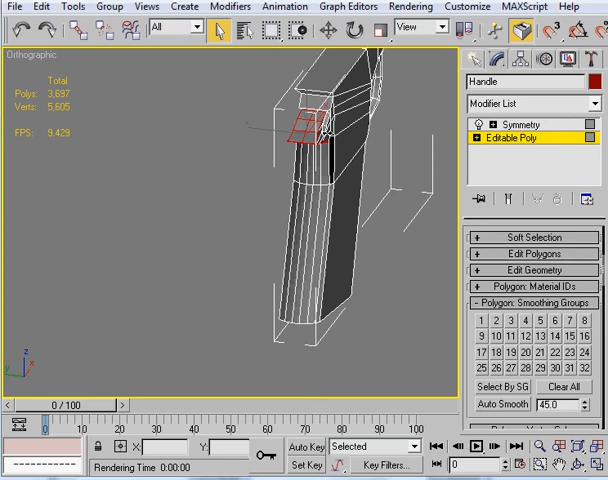 File Edit Tools Group Views Create Modifiers Animation Graph Editors Rendering Customize MAXScript
All View 3
Orthographic
Total
Polys: 3,697
Verts: 5,605
FPS: 9.429
Handle
Modifier List
Symmetry
Editable Poly
+ Soft Selection
+ Edit Polygons
+ Edit Geometry
+ Polygon: Material IDs
- Polygon: Smoothing Groups
1 2 3 4 5 6 7 8
9 10 11 12 13 14 15 16
17 18 19 20 21 22 23 24
25 26 27 28 29 30 31 32
Select By SG Clear All
Auto Smooth 45.0
z
x
y
< 0 / 100 >
0 10 20 30 40 50 60 70 80 90 100
X: Y: Auto Key Selected
Rendering Time 0:00:00 Set Key Key Filters... 0